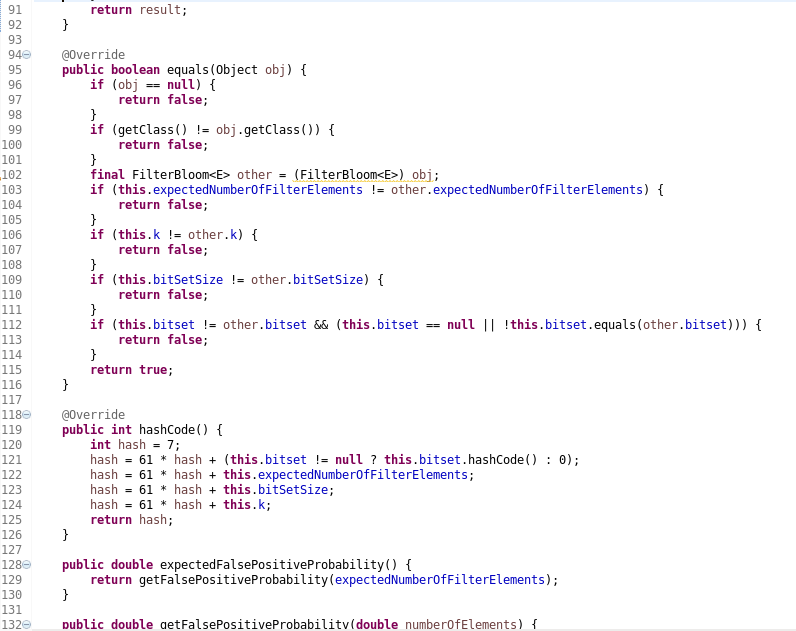 91 return result;
92 }
93
94 @Override
95 public boolean equals(Object obj) {
96 if (obj == null) {
97 return false;
98 }
99 if (getClass() != obj.getClass()) {
100 return false;
101 }
102 final FilterBloom<E> other = (FilterBloom<E>) obj;
103 if (this.expectedNumberOfFilterElements != other.expectedNumberOfFilterElements) {
104 return false;
105 }
106 if (this.k != other.k) {
107 return false;
108 }
109 if (this.bitSetSize != other.bitSetSize) {
110 return false;
111 }
112 if (this.bitset != other.bitset && (this.bitset == null || !this.bitset.equals(other.bitset))) {
113 return false;
114 }
115 return true;
116 }
117
118 @Override
119 public int hashCode() {
120 int hash = 7;
121 hash = 61 * hash + (this.bitset != null ? this.bitset.hashCode() : 0);
122 hash = 61 * hash + this.expectedNumberOfFilterElements;
123 hash = 61 * hash + this.bitSetSize;
124 hash = 61 * hash + this.k;
125 return hash;
126 }
127
128 public double expectedFalsePositiveProbability() {
129 return getFalsePositiveProbability(expectedNumberOfFilterElements);
130 }
131
132 public double getFalsePositiveProbability(double numberOfElements) {